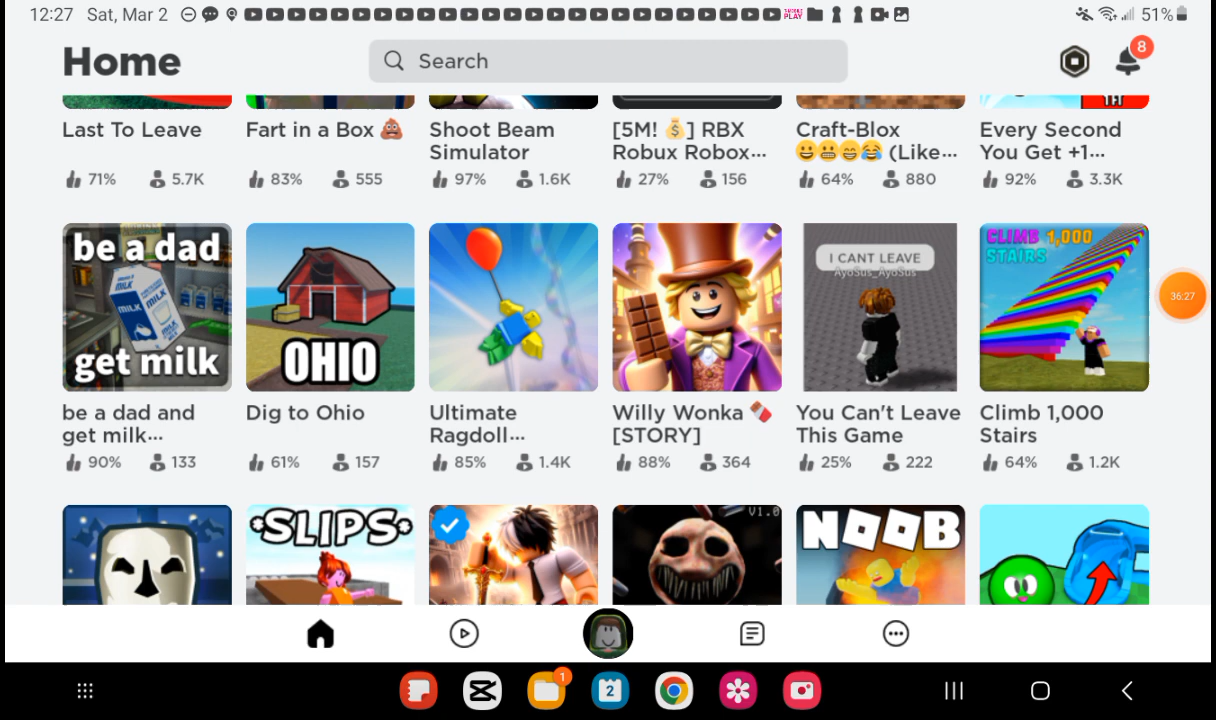 12:27 Sat, Mar 2
51%
Home
Search
8
Last To Leave
71% 5.7K
Fart in a Box 💩
83% 555
Shoot Beam
Simulator
97% 1.6K
[5M! 💰] RBX
Robux Robox...
27% 156
Craft-Blox
😀😬😁😂 (Like...
64% 880
Every Second
You Get +1...
92% 3.3K
be a dad
MILK
MILK
get milk
be a dad and
get milk...
90% 133
OHIO
Dig to Ohio
61% 157
Ultimate
Ragdoll...
85% 1.4K
Willy Wonka 🍫
[STORY]
88% 364
I CANT LEAVE
AyoSus_AyoSus
You Can't Leave
This Game
25% 222
CLIMB 1,000
STAIRS
Climb 1,000
Stairs
64% 1.2K
36:27
*SLIPS*
V1.0
NOOB
1
2